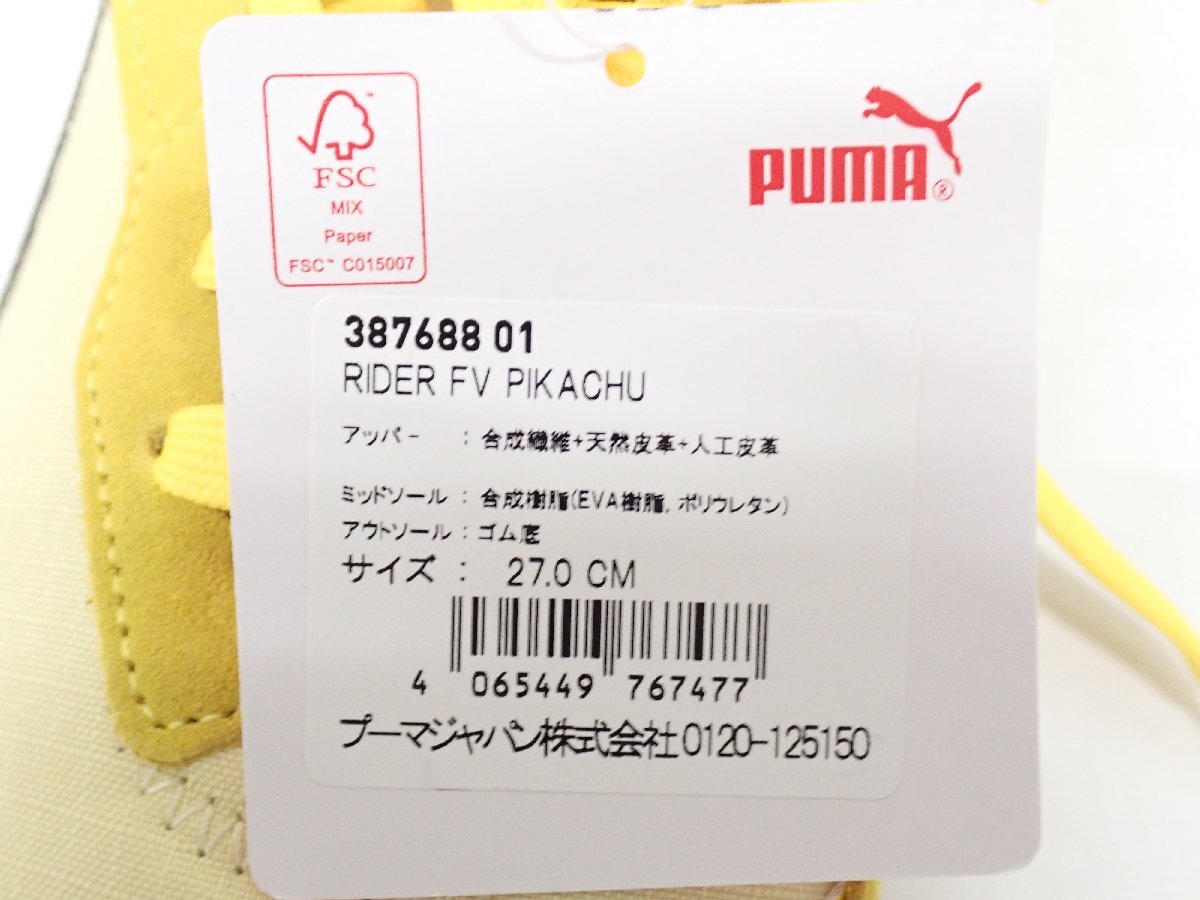 FSC™
MIX
Paper
FSC™ C015007
PUMA®
387688 01
RIDER FV PIKACHU
アッパー : 合成繊維+天然皮革+人工皮革
ミッドソール : 合成樹脂(EVA樹脂, ポリウレタン)
アウトソール : ゴム底
サイズ : 27.0 CM
4 065449 767477
プーマジャパン株式会社0120-125150